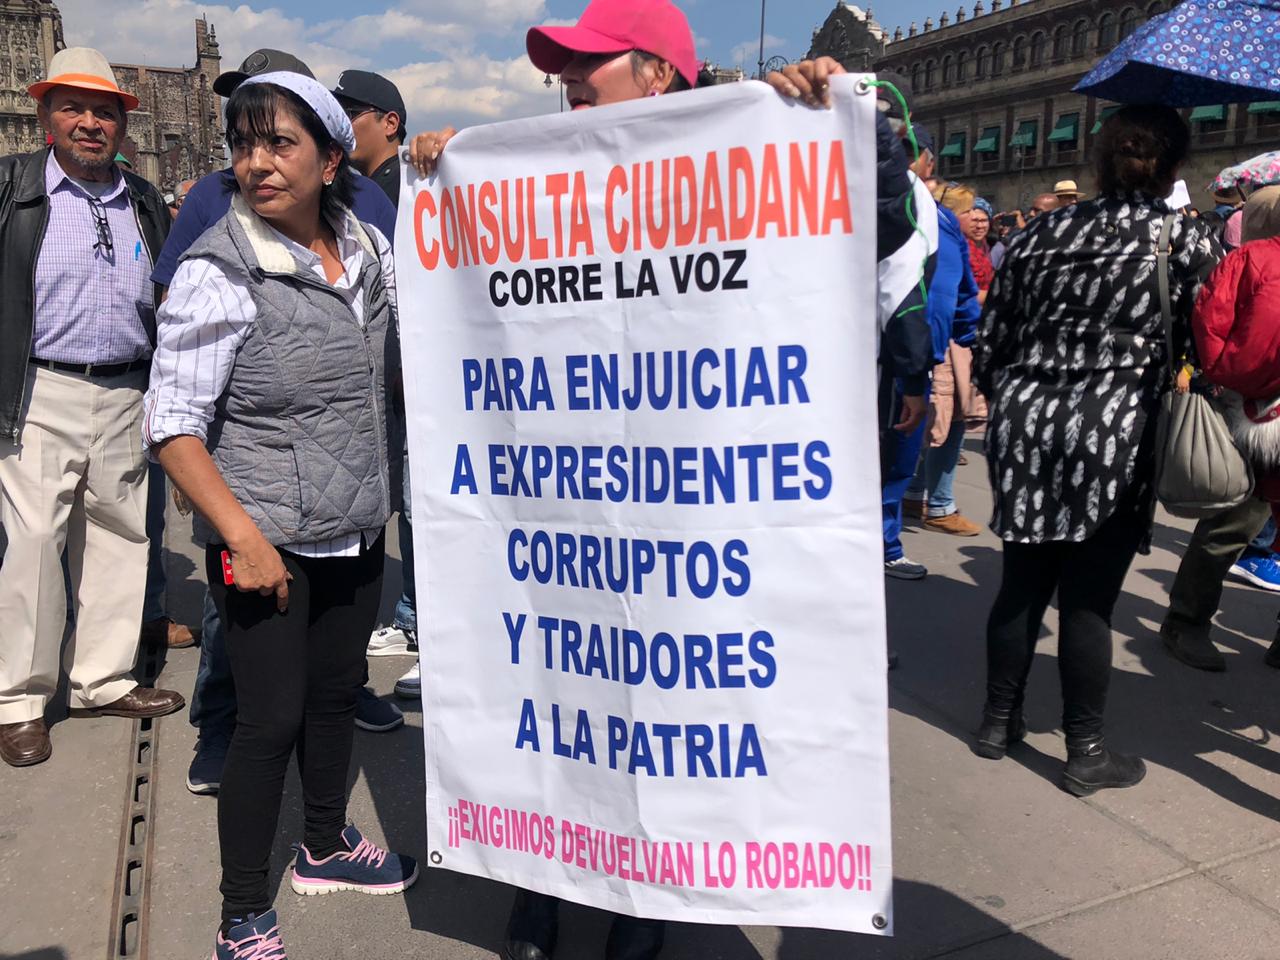 CONSULTA CIUDADANA
CORRE LA VOZ
PARA ENJUICIAR
A EXPRESIDENTES
CORRUPTOS
Y TRAIDORES
A LA PATRIA
¡¡EXIGIMOS DEVUELVAN LO ROBADO!!